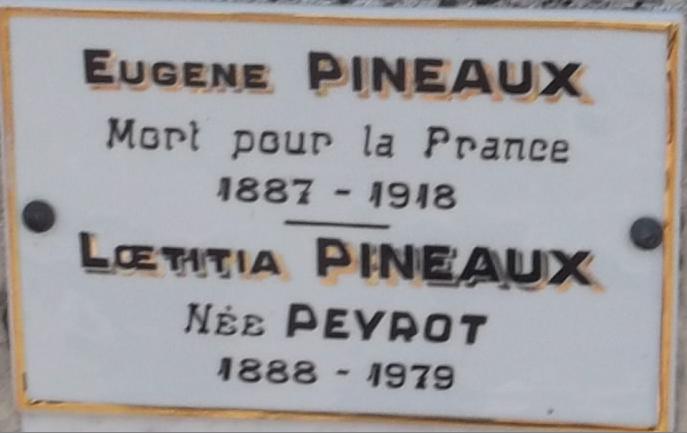 EUGENE PINEAUX
Mort pour la France
1887 - 1918
LŒTITIA PINEAUX
NÉE PEYROT
1888 - 1979